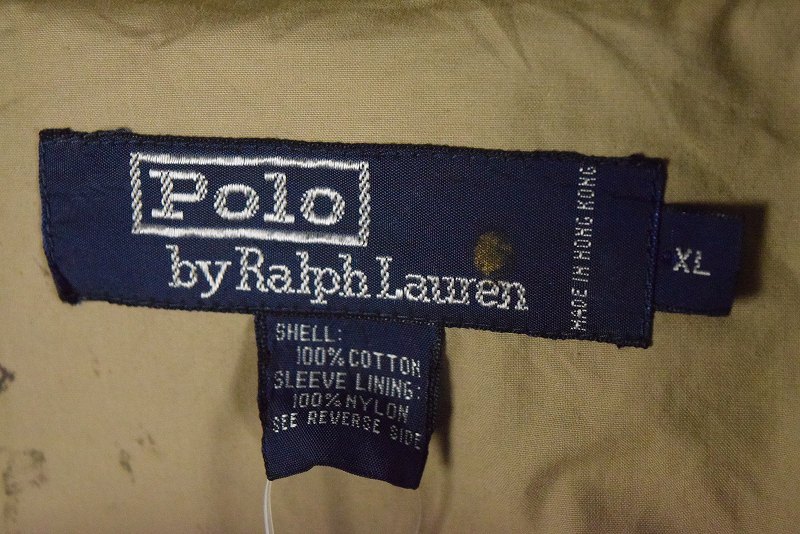 Polo
by Ralph Lauren
MADE IN HONG KONG
XL
SHELL:
100% COTTON
SLEEVE LINING:
100% NYLON
SEE REVERSE SIDE